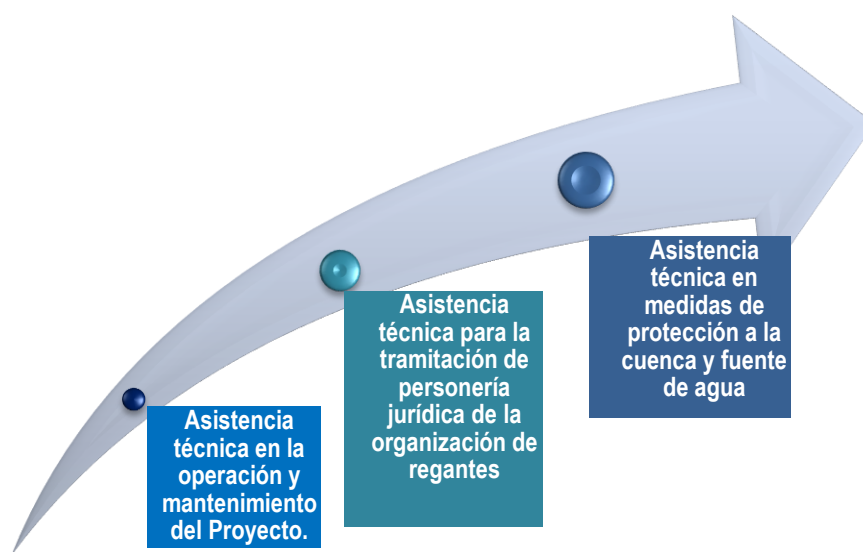 Asistencia
técnica en la
operación y
mantenimiento
del Proyecto.
Asistencia
técnica para la
tramitación de
personería
jurídica de la
organización de
regantes
Asistencia
técnica en
medidas de
protección a la
cuenca y fuente
de agua